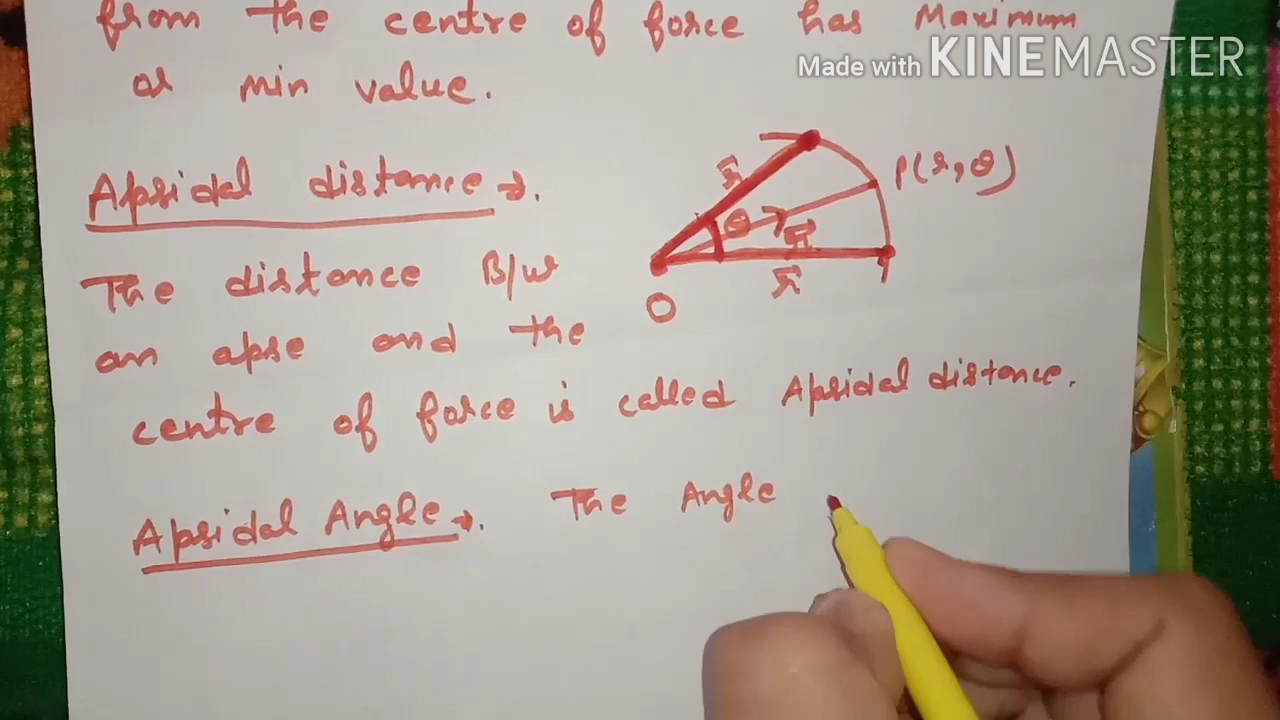 from the centre of force has Maximum
Made with KINEMASTER
or min value.
Apsidal distance →.
P(r, θ)
r
θ
r
r
O
The distance B/w
an apse and the
centre of force is called Apsidal distance.
Apsidal Angle →. The Angle